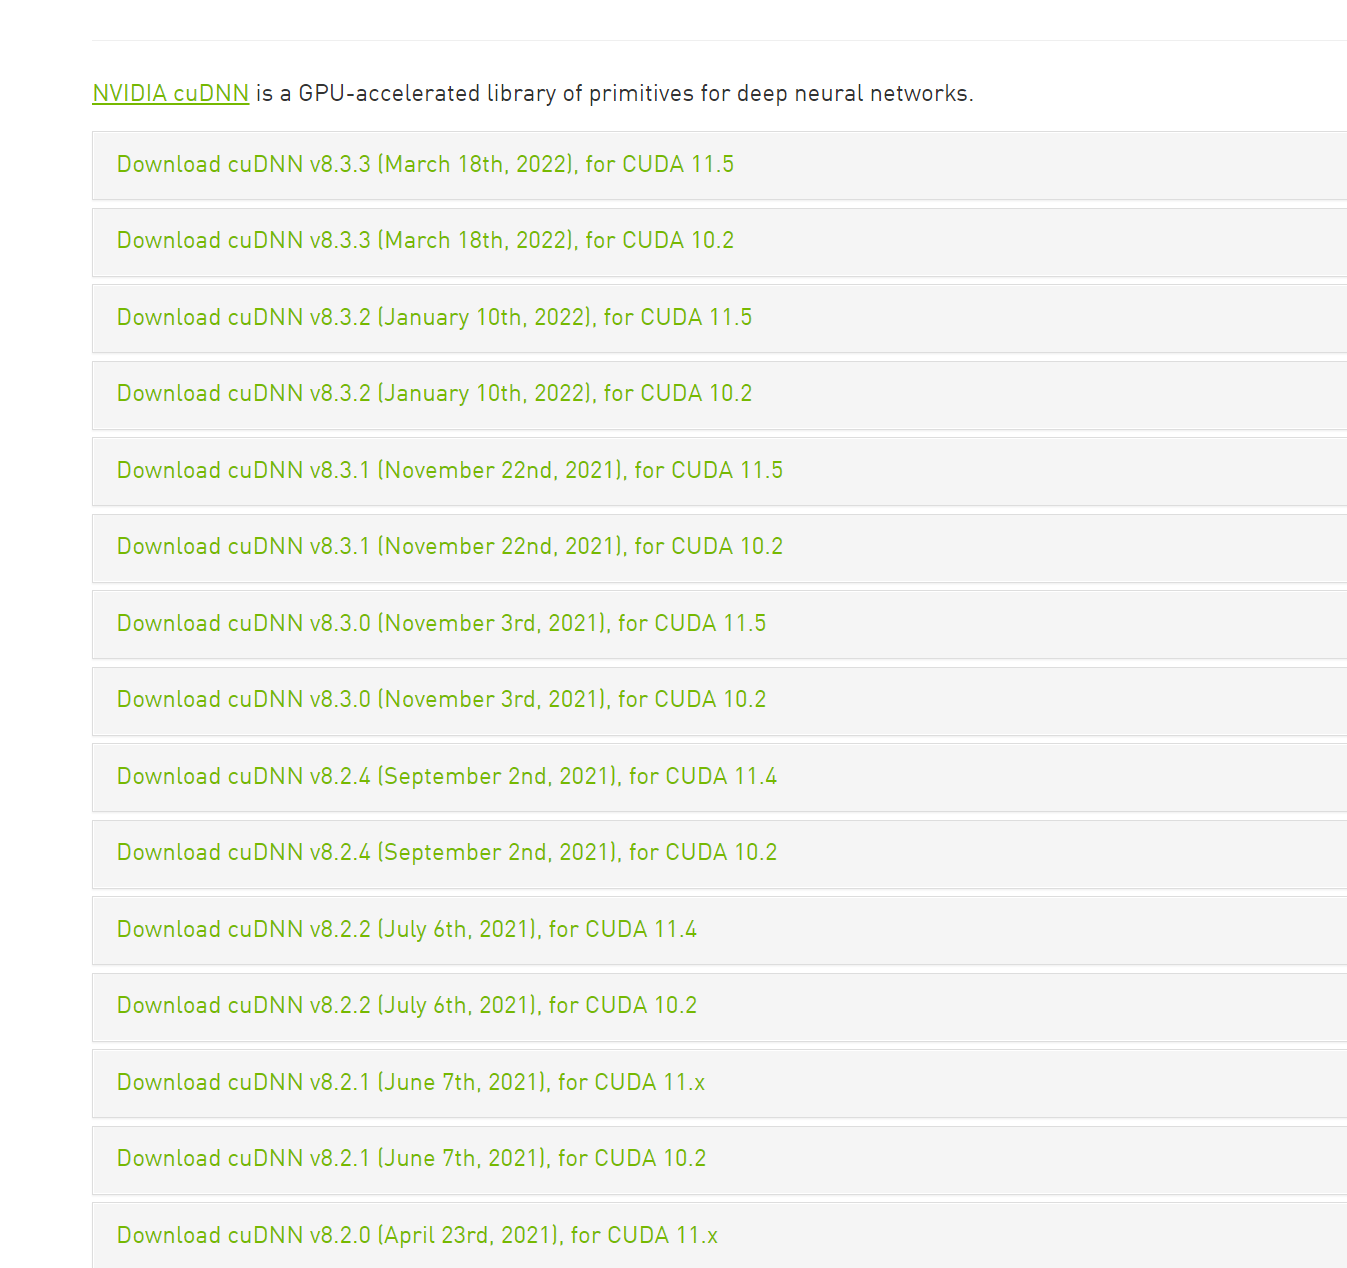 NVIDIA cuDNN is a GPU-accelerated library of primitives for deep neural networks.
Download cuDNN v8.3.3 (March 18th, 2022), for CUDA 11.5
Download cuDNN v8.3.3 (March 18th, 2022), for CUDA 10.2
Download cuDNN v8.3.2 (January 10th, 2022), for CUDA 11.5
Download cuDNN v8.3.2 (January 10th, 2022), for CUDA 10.2
Download cuDNN v8.3.1 (November 22nd, 2021), for CUDA 11.5
Download cuDNN v8.3.1 (November 22nd, 2021), for CUDA 10.2
Download cuDNN v8.3.0 (November 3rd, 2021), for CUDA 11.5
Download cuDNN v8.3.0 (November 3rd, 2021), for CUDA 10.2
Download cuDNN v8.2.4 (September 2nd, 2021), for CUDA 11.4
Download cuDNN v8.2.4 (September 2nd, 2021), for CUDA 10.2
Download cuDNN v8.2.2 (July 6th, 2021), for CUDA 11.4
Download cuDNN v8.2.2 (July 6th, 2021), for CUDA 10.2
Download cuDNN v8.2.1 (June 7th, 2021), for CUDA 11.x
Download cuDNN v8.2.1 (June 7th, 2021), for CUDA 10.2
Download cuDNN v8.2.0 (April 23rd, 2021), for CUDA 11.x